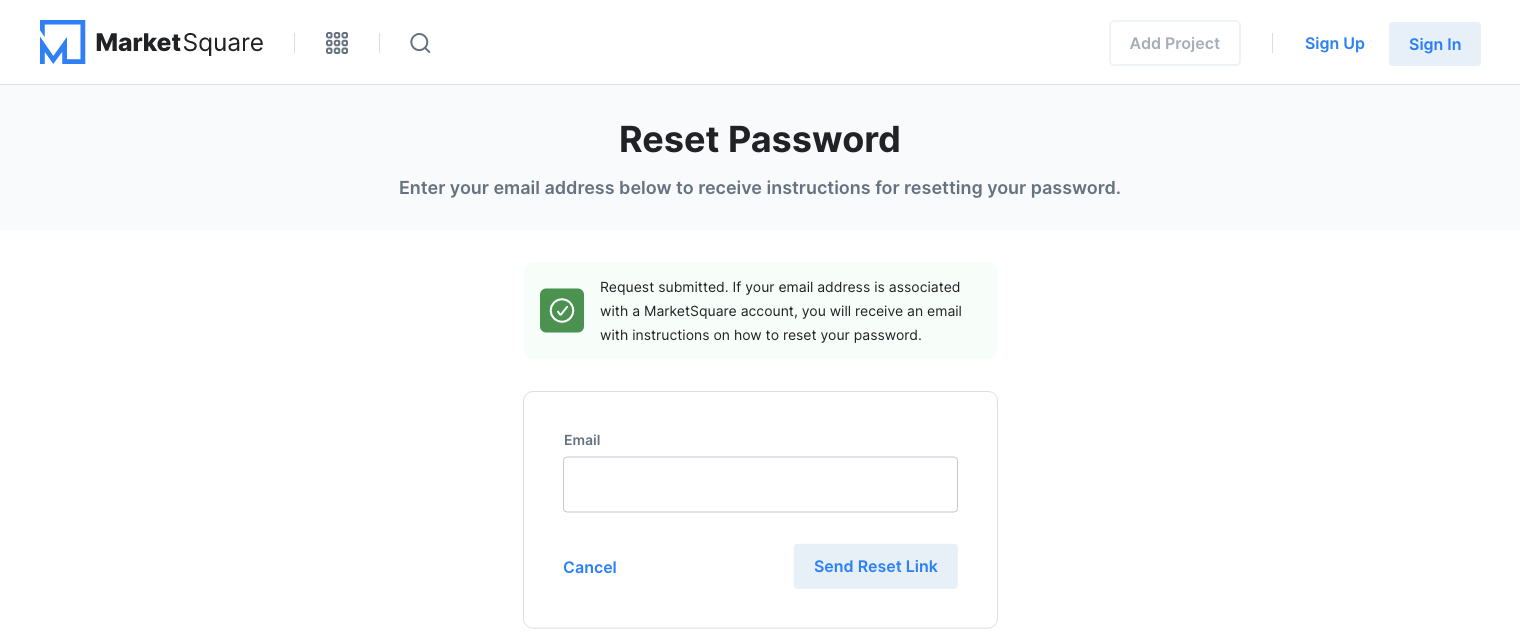 MarketSquare
Add Project
Sign Up
Sign In
Reset Password
Enter your email address below to receive instructions for resetting your password.
Request submitted. If your email address is associated
with a MarketSquare account, you will receive an email
with instructions on how to reset your password.
Email
Cancel
Send Reset Link